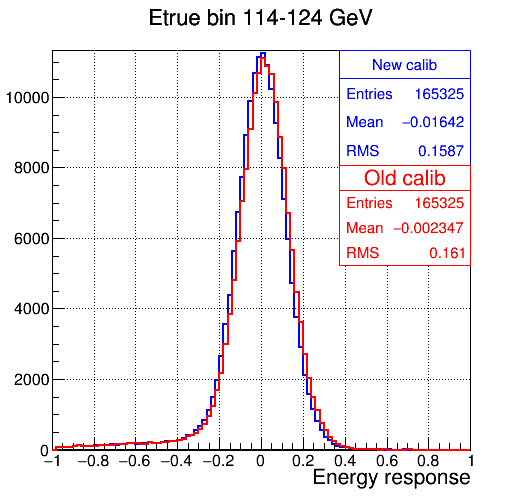 Etrue bin 114-124 GeV
New calib
Entries 165325
Mean −0.01642
RMS 0.1587
Old calib
Entries 165325
Mean −0.002347
RMS 0.161
10000
8000
6000
4000
2000
0
−1 −0.8 −0.6 −0.4 −0.2 0 0.2 0.4 0.6 0.8 1
Energy response